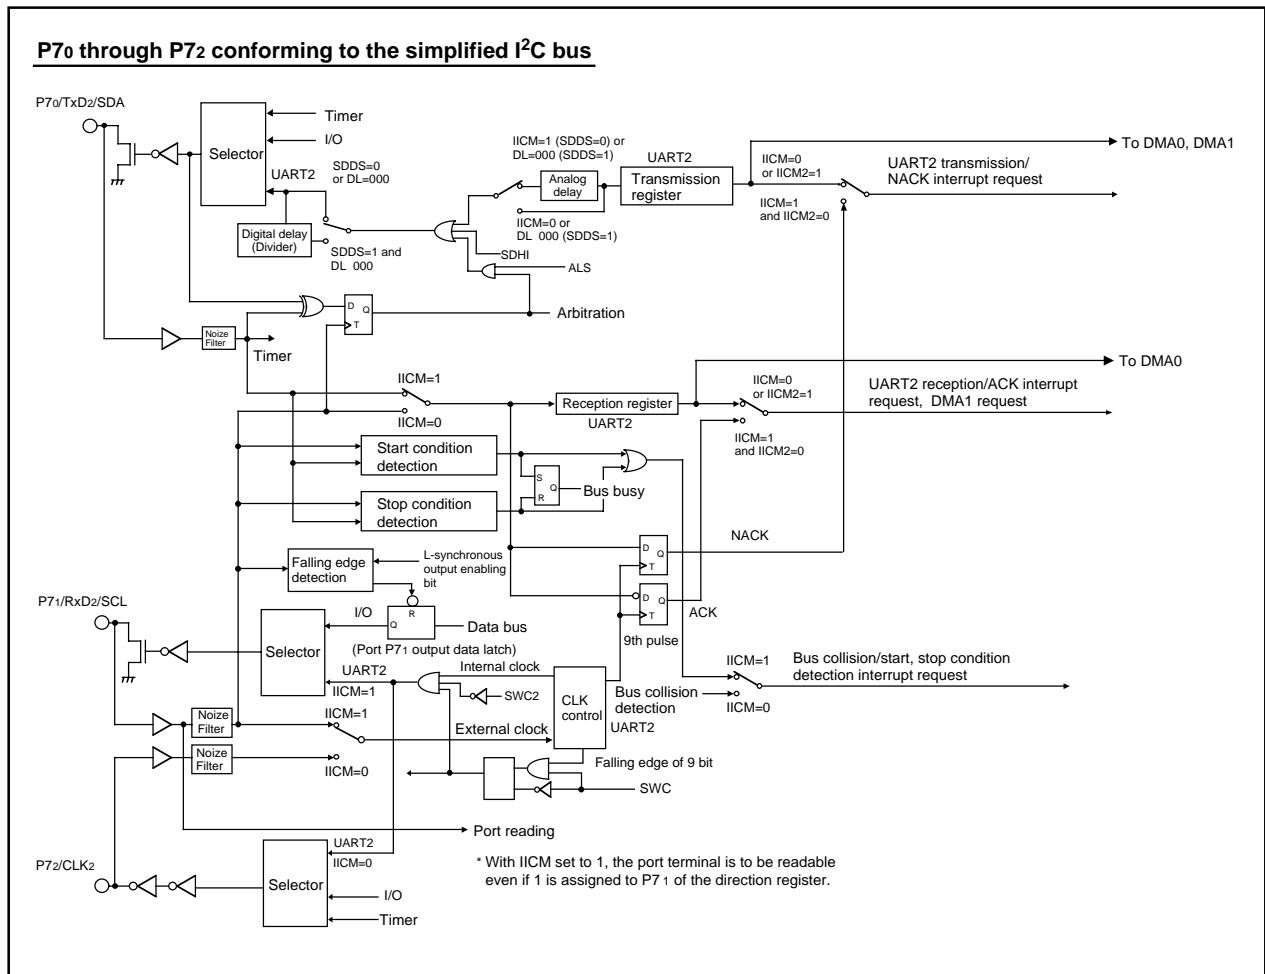 P70 through P72 conforming to the simplified I2C bus
P70/TxD2/SDA
Selector
Timer
I/O
UART2
SDDS=0
or DL=000
Digital delay
(Divider)
SDDS=1 and
DL 000
IICM=1 (SDDS=0) or
DL=000 (SDDS=1)
Analog
delay
IICM=0 or
DL 000 (SDDS=1)
SDHI
ALS
UART2
Transmission
register
IICM=0
or IICM2=1
IICM=1
and IICM2=0
To DMA0, DMA1
UART2 transmission/
NACK interrupt request
D
Q
T
Arbitration
Noize
Filter
Timer
IICM=1
IICM=0
Reception register
UART2
To DMA0
IICM=0
or IICM2=1
IICM=1
and IICM2=0
UART2 reception/ACK interrupt
request, DMA1 request
Start condition
detection
Stop condition
detection
S
R
Q
Bus busy
NACK
D
Q
T
D
Q
T
ACK
9th pulse
Falling edge
detection
L-synchronous
output enabling
bit
P71/RxD2/SCL
Selector
I/O
R
Q
Data bus
(Port P71 output data latch)
UART2
IICM=1
Internal clock
SWC2
CLK
control
UART2
Bus collision
detection
IICM=1
IICM=0
Bus collision/start, stop condition
detection interrupt request
Noize
Filter
IICM=1
External clock
Noize
Filter
IICM=0
Falling edge of 9 bit
SWC
Port reading
P72/CLK2
Selector
UART2
IICM=0
I/O
Timer
* With IICM set to 1, the port terminal is to be readable
even if 1 is assigned to P71 of the direction register.